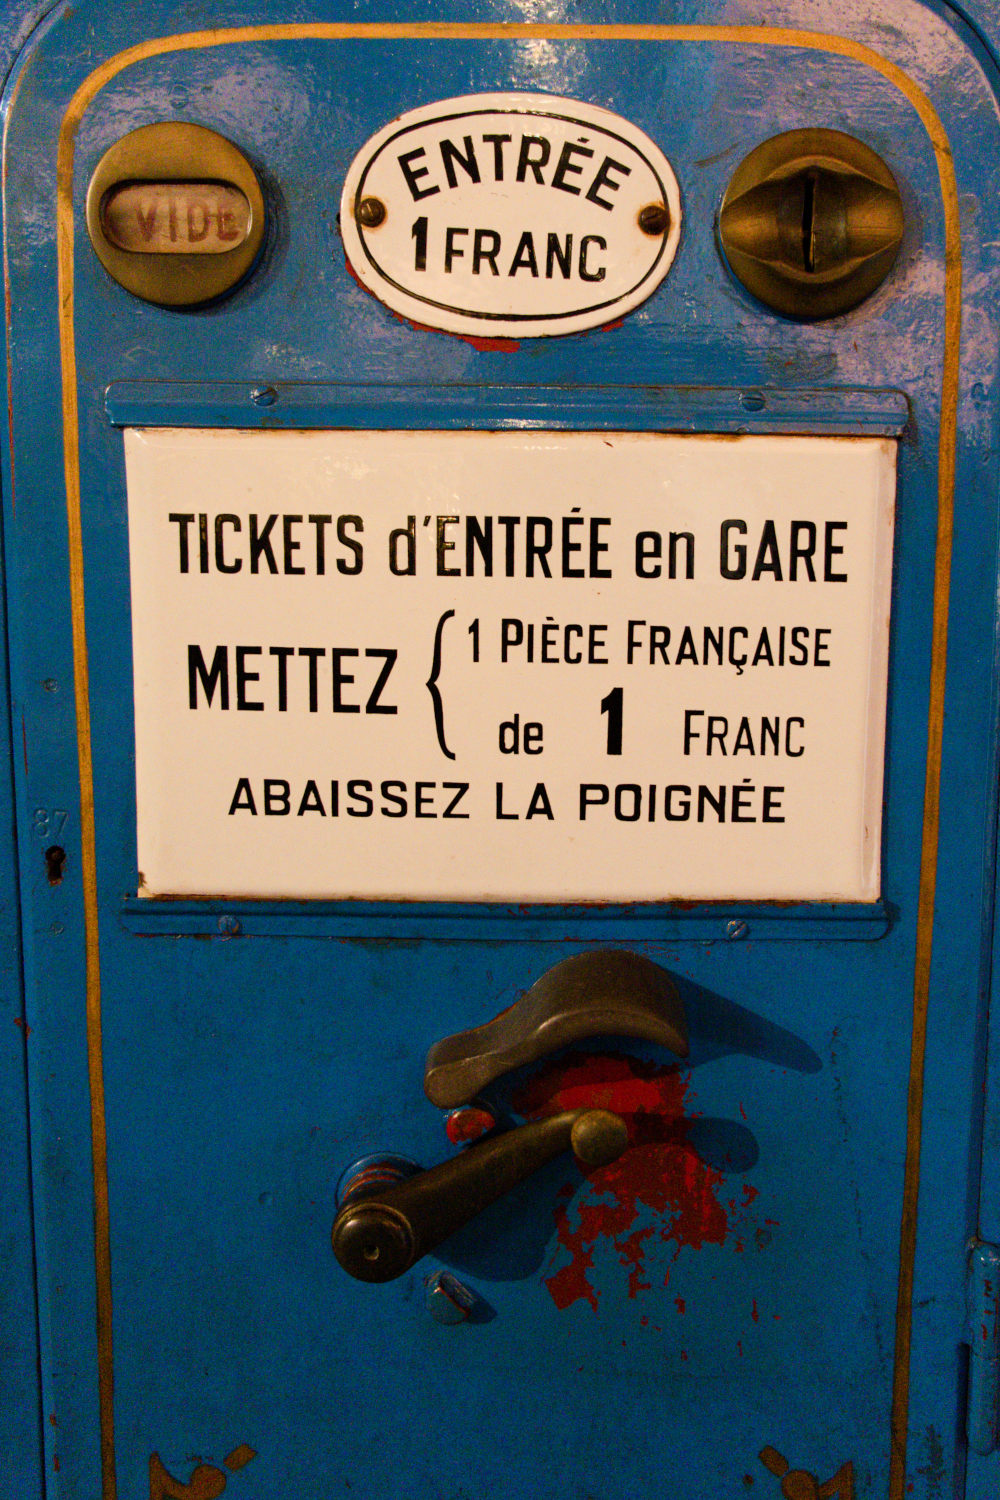 ENTRÉE
1 FRANC
VIDE
TICKETS d'ENTRÉE en GARE
METTEZ { 1 PIÈCE FRANÇAISE
de 1 FRANC
ABAISSEZ LA POIGNÉE
87